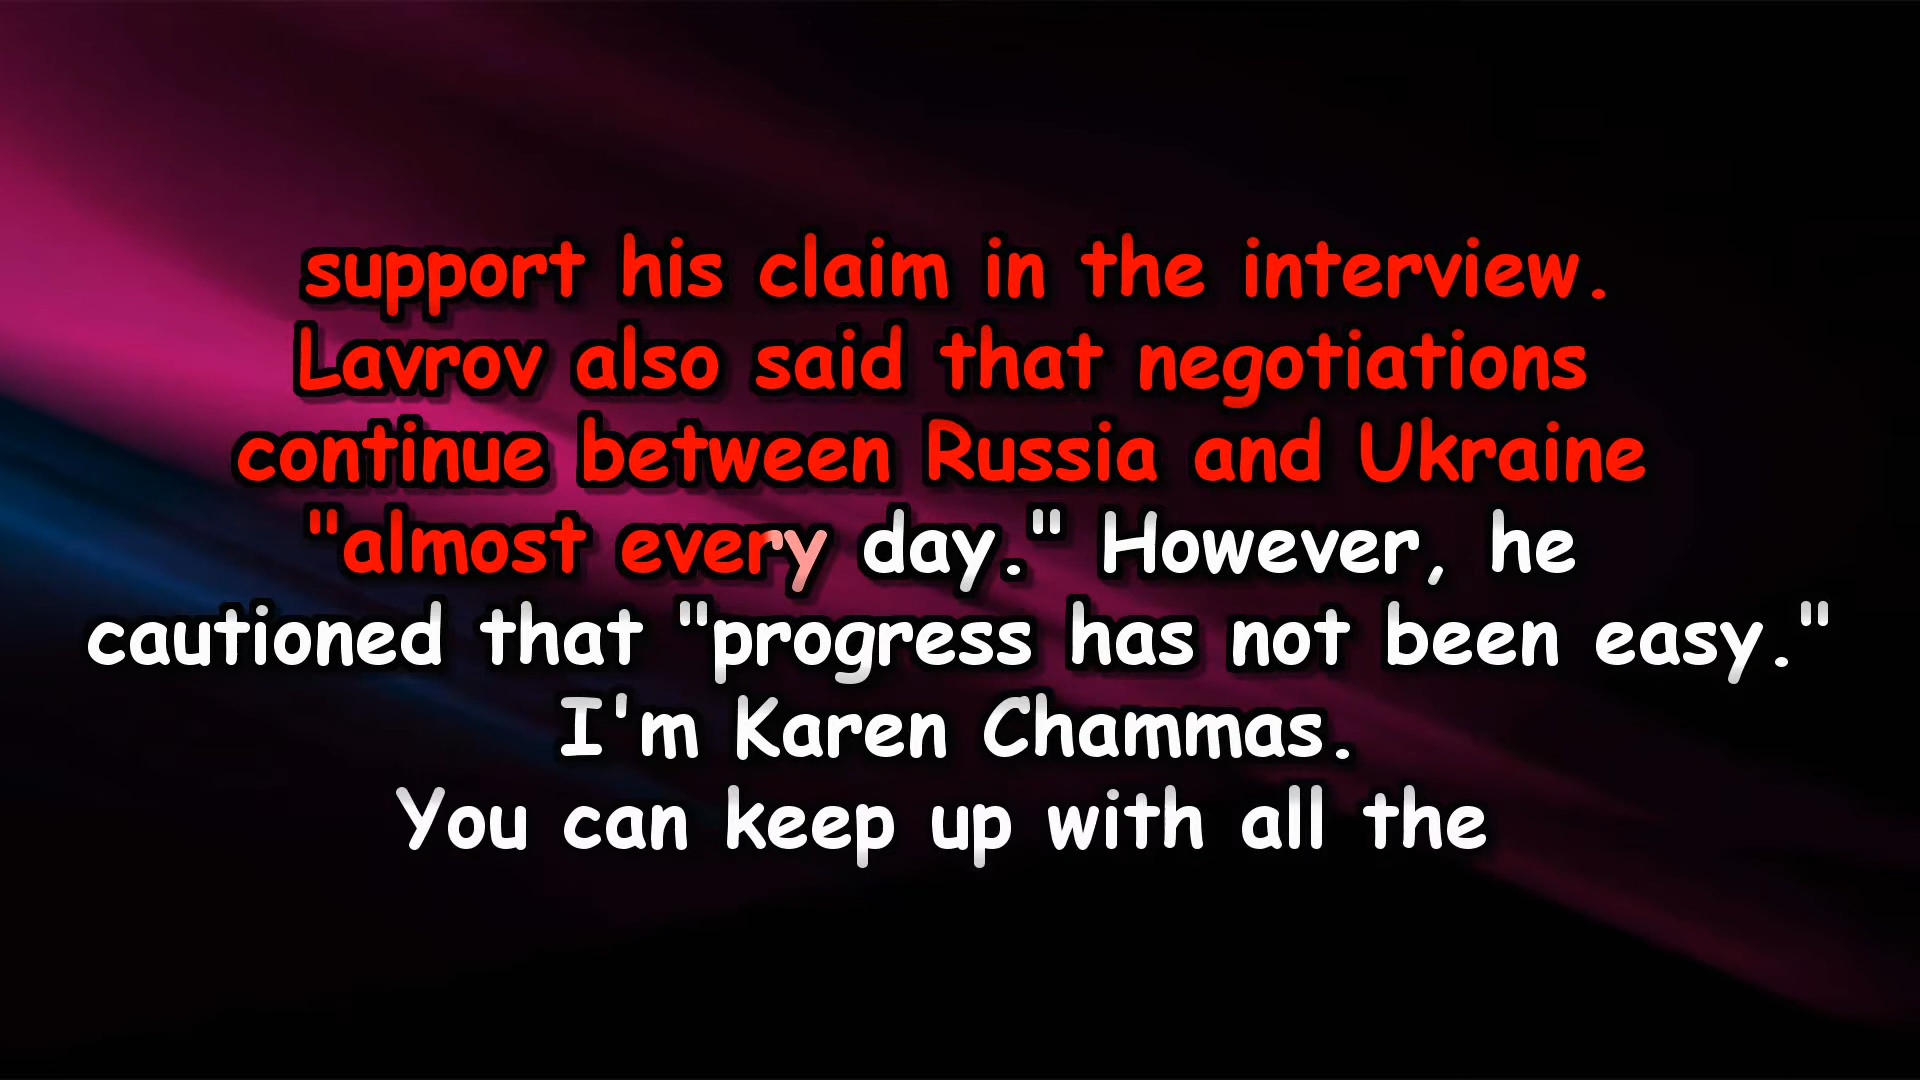 support his claim in the interview.
Lavrov also said that negotiations
continue between Russia and Ukraine
"almost every day." However, he
cautioned that "progress has not been easy."
I'm Karen Chammas.
You can keep up with all the